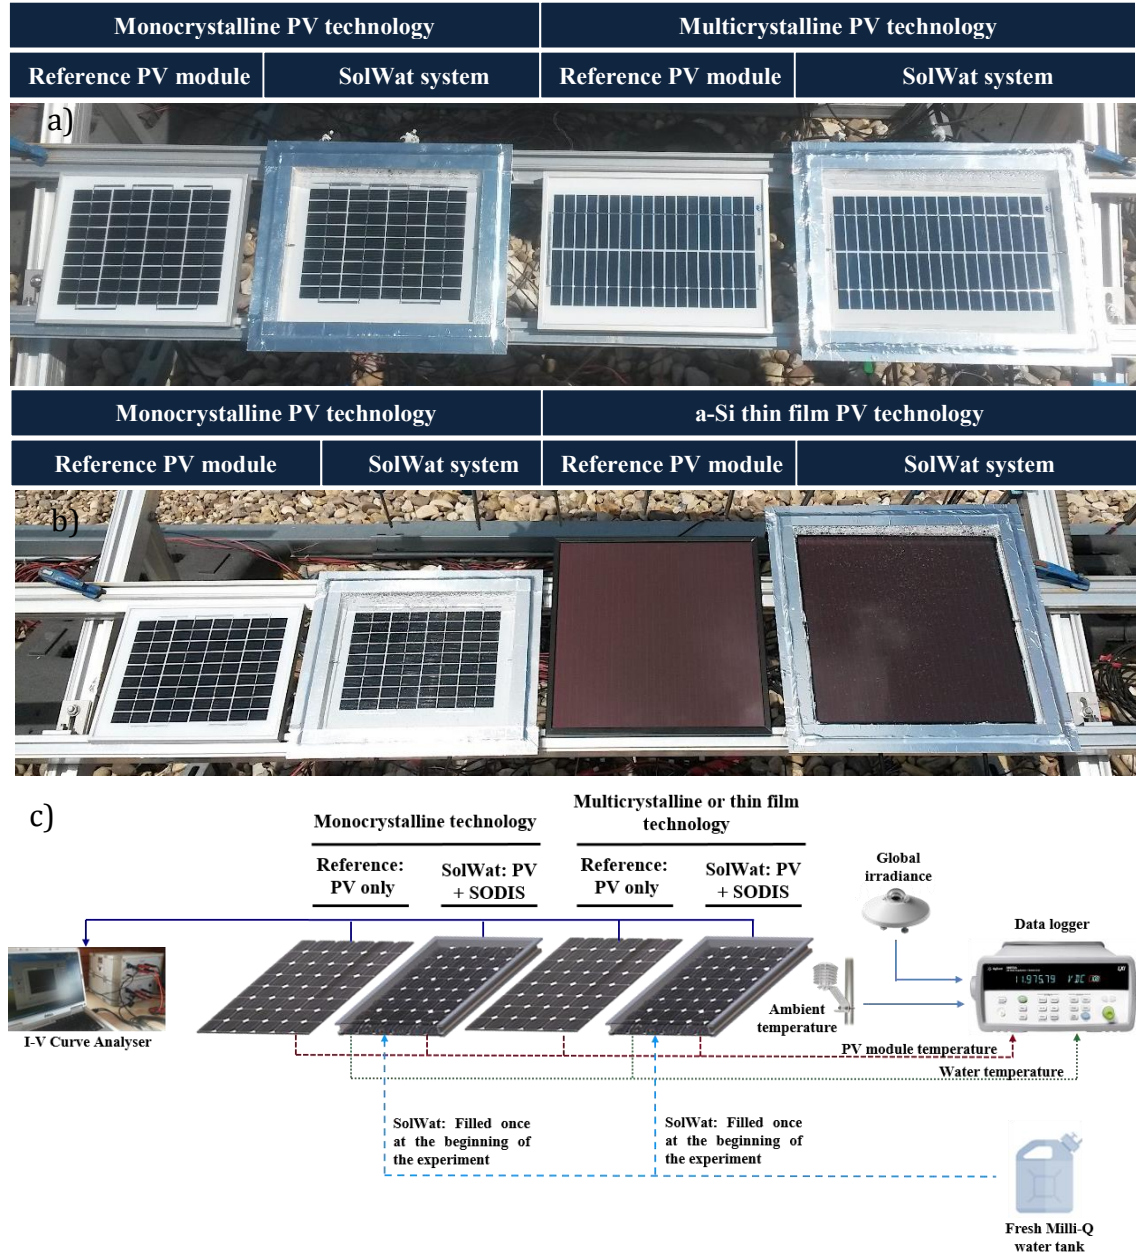 Monocrystalline PV technology
Multicrystalline PV technology
Reference PV module
SolWat system
Reference PV module
SolWat system
a)
Monocrystalline PV technology
a-Si thin film PV technology
Reference PV module
SolWat system
Reference PV module
SolWat system
b)
c)
Monocrystalline technology
Multicrystalline or thin film
technology
Reference:
PV only
SolWat: PV
+ SODIS
Reference:
PV only
SolWat: PV
+ SODIS
Global
irradiance
Data logger
11.97579 VDC
I-V Curve Analyser
Ambient
temperature
PV module temperature
Water temperature
SolWat: Filled once
at the beginning of
the experiment
SolWat: Filled once
at the beginning of
the experiment
Fresh Milli-Q
water tank